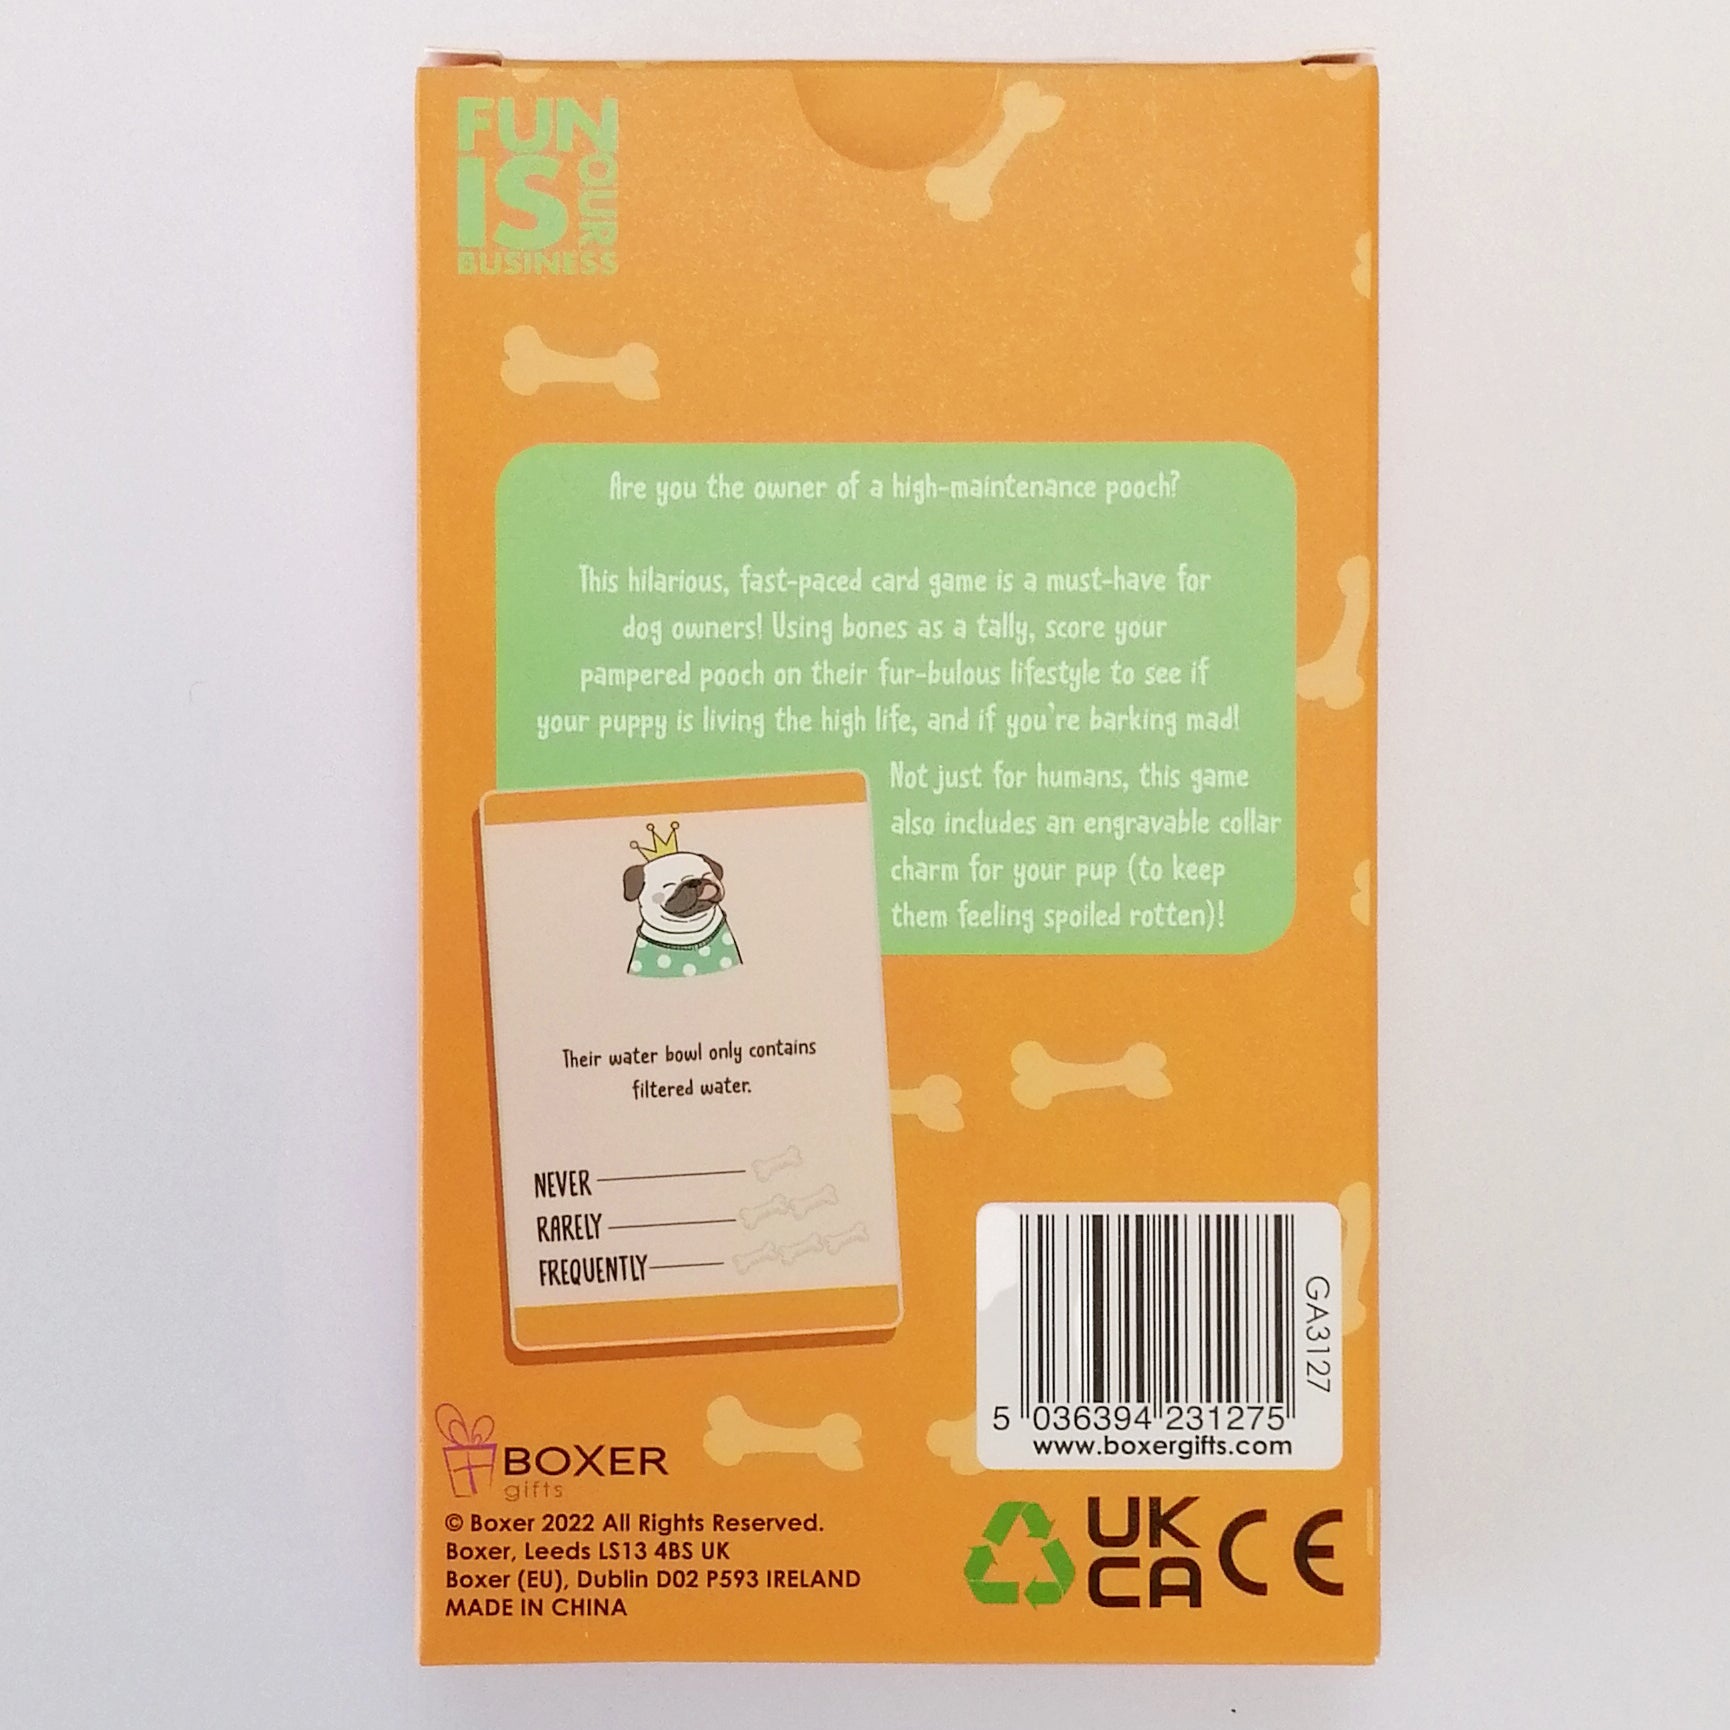 FUN
IS OUR
BUSINESS
Are you the owner of a high-maintenance pooch?
This hilarious, fast-paced card game is a must-have for
dog owners! Using bones as a tally, score your
pampered pooch on their fur-bulous lifestyle to see if
your puppy is living the high life, and if you're barking mad!
Not just for humans, this game
also includes an engravable collar
charm for your pup (to keep
them feeling spoiled rotten)!
Their water bowl only contains
filtered water.
NEVER
RARELY
FREQUENTLY
GA3127
5 036394 231275
www.boxergifts.com
BOXER
gifts
© Boxer 2022 All Rights Reserved.
Boxer, Leeds LS13 4BS UK
Boxer (EU), Dublin D02 P593 IRELAND
MADE IN CHINA
UK
CA CE